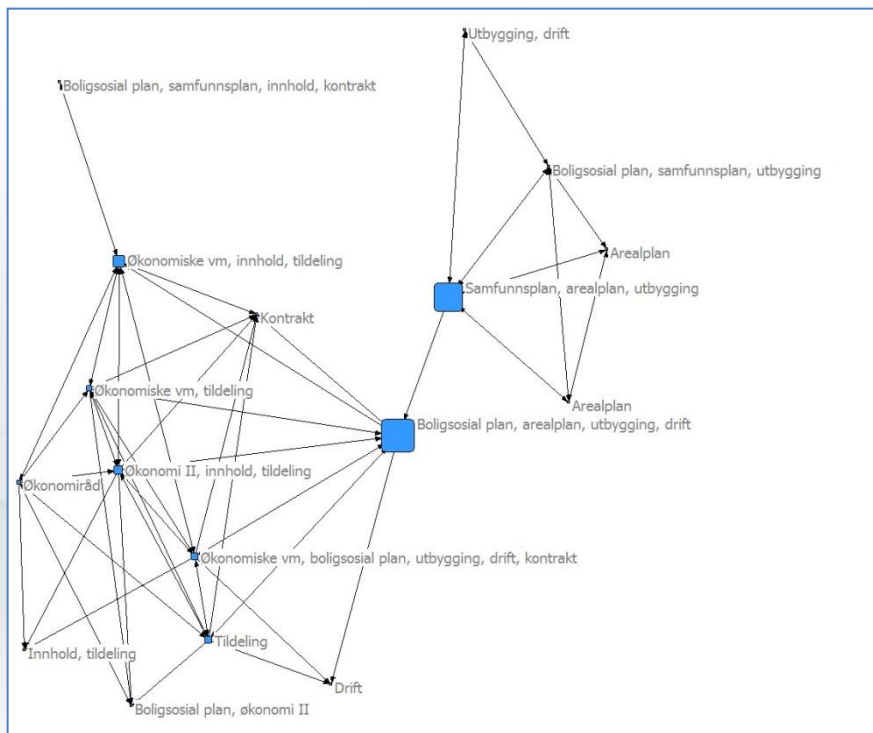 Utbygging, drift
Boligsosial plan, samfunnsplan, innhold, kontrakt
Boligsosial plan, samfunnsplan, utbygging
Arealplan
Økonomiske vm, innhold, tildeling
Samfunnsplan, arealplan, utbygging
Kontrakt
Økonomiske vm, tildeling
Arealplan
Boligsosial plan, arealplan, utbygging, drift
Økonomi II, innhold, tildeling
Økonomiråd
Økonomiske vm, boligsosial plan, utbygging, drift, kontrakt
Tildeling
Innhold, tildeling
Drift
Boligsosial plan, økonomi II